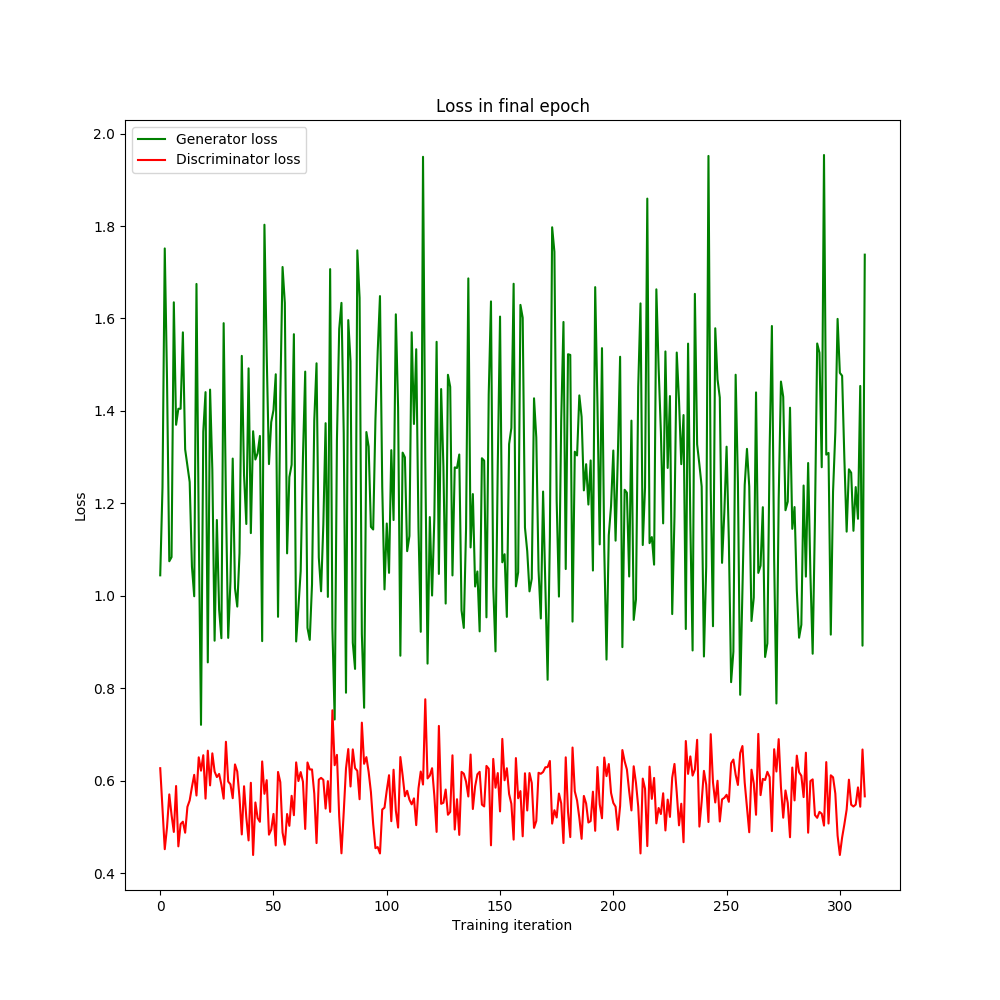 Loss in final epoch
Generator loss
Discriminator loss
2.0
1.8
1.6
1.4
1.2
1.0
0.8
0.6
0.4
Loss
0 50 100 150 200 250 300
Training iteration